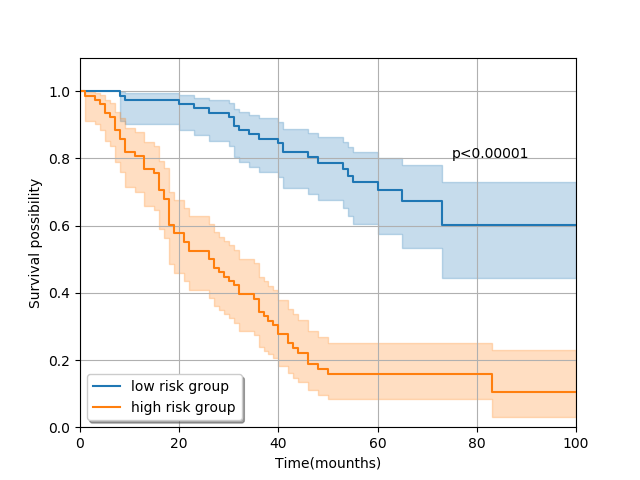 1.0
0.8
0.6
0.4
0.2
0.0
Survival possibility
p<0.00001
low risk group
high risk group
0 20 40 60 80 100
Time(mounths)